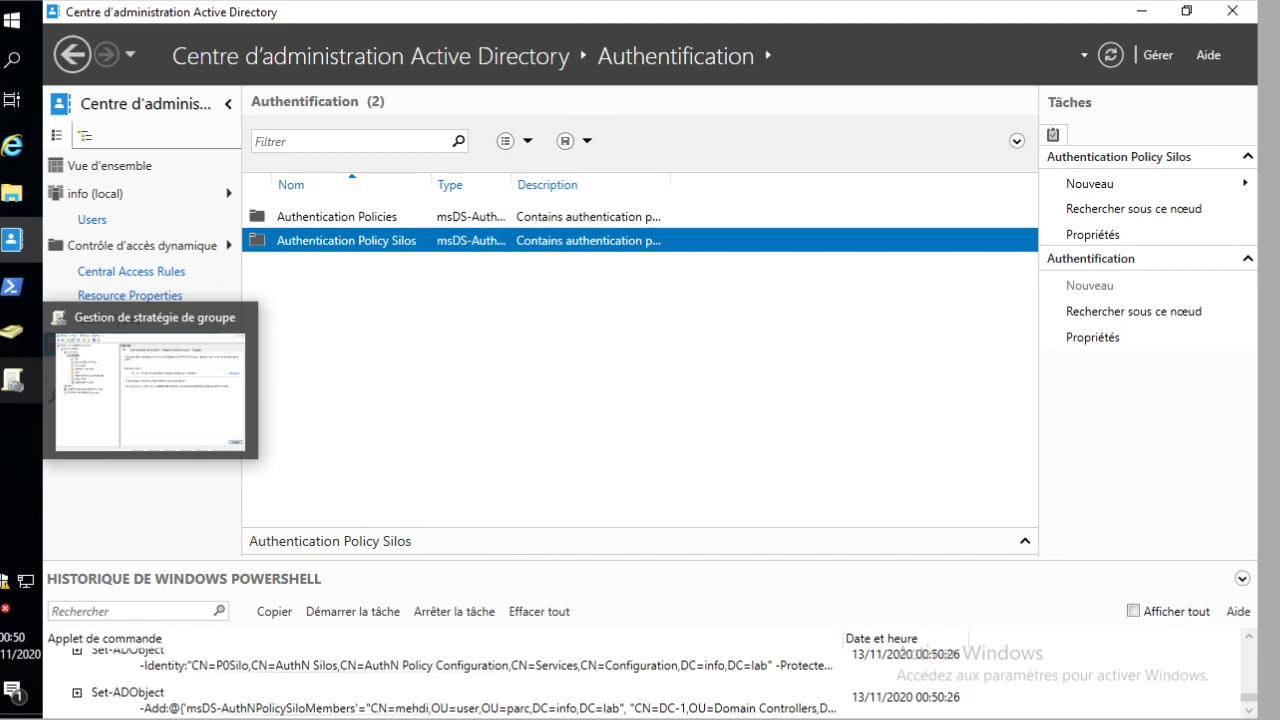 Centre d'administration Active Directory
Centre d'administration Active Directory
Authentification
Gérer
Aide
Centre d'adminis...
Authentification (2)
Tâches
Filtrer
Vue d'ensemble
info (local)
Users
Contrôle d'accès dynamique
Central Access Rules
Resource Properties
Nom
Type
Description
Authentication Policies
msDS-Auth...
Contains authentication p...
Authentication Policy Silos
msDS-Auth...
Contains authentication p...
Authentication Policy Silos
Nouveau
Rechercher sous ce nœud
Propriétés
Authentification
Nouveau
Rechercher sous ce nœud
Propriétés
Gestion de stratégie de groupe
Authentication Policy Silos
HISTORIQUE DE WINDOWS POWERSHELL
Rechercher
Copier
Démarrer la tâche
Arrêter la tâche
Effacer tout
Afficher tout
Aide
Applet de commande
Date et heure
Set-ADObject
13/11/2020 00:50:26
-Identity:"CN=P0Silo,CN=AuthN Silos,CN=AuthN Policy Configuration,CN=Services,CN=Configuration,DC=info,DC=lab" -Protecte...
Set-ADObject
13/11/2020 00:50:26
-Add:@{'msDS-AuthNPolicySiloMembers'="CN=mehdi,OU=user,OU=parc,DC=info,DC=lab", "CN=DC-1,OU=Domain Controllers,D...
Windows
Accédez aux paramètres pour activer Windows.
00:50
11/2020
1